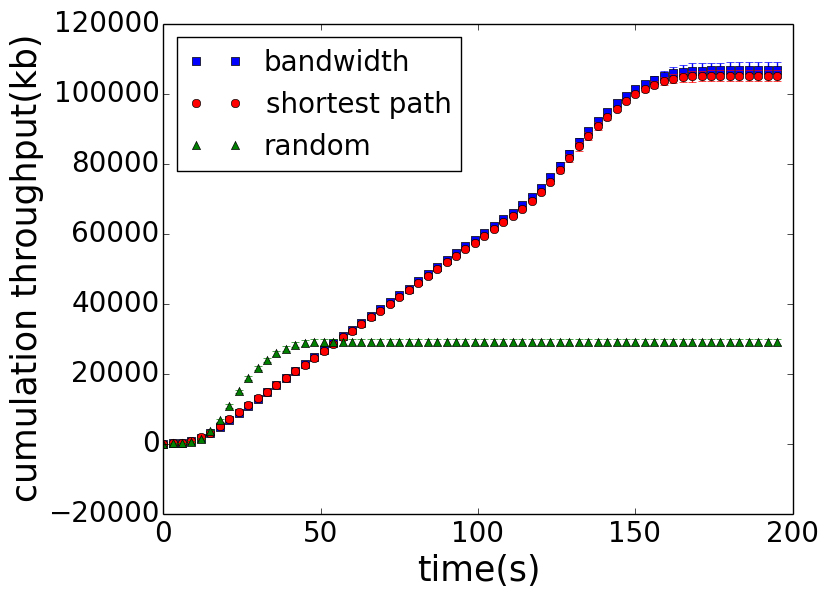 120000
100000
80000
60000
40000
20000
0
−20000
cumulation throughput(kb)
bandwidth
shortest path
random
0 50 100 150 200
time(s)